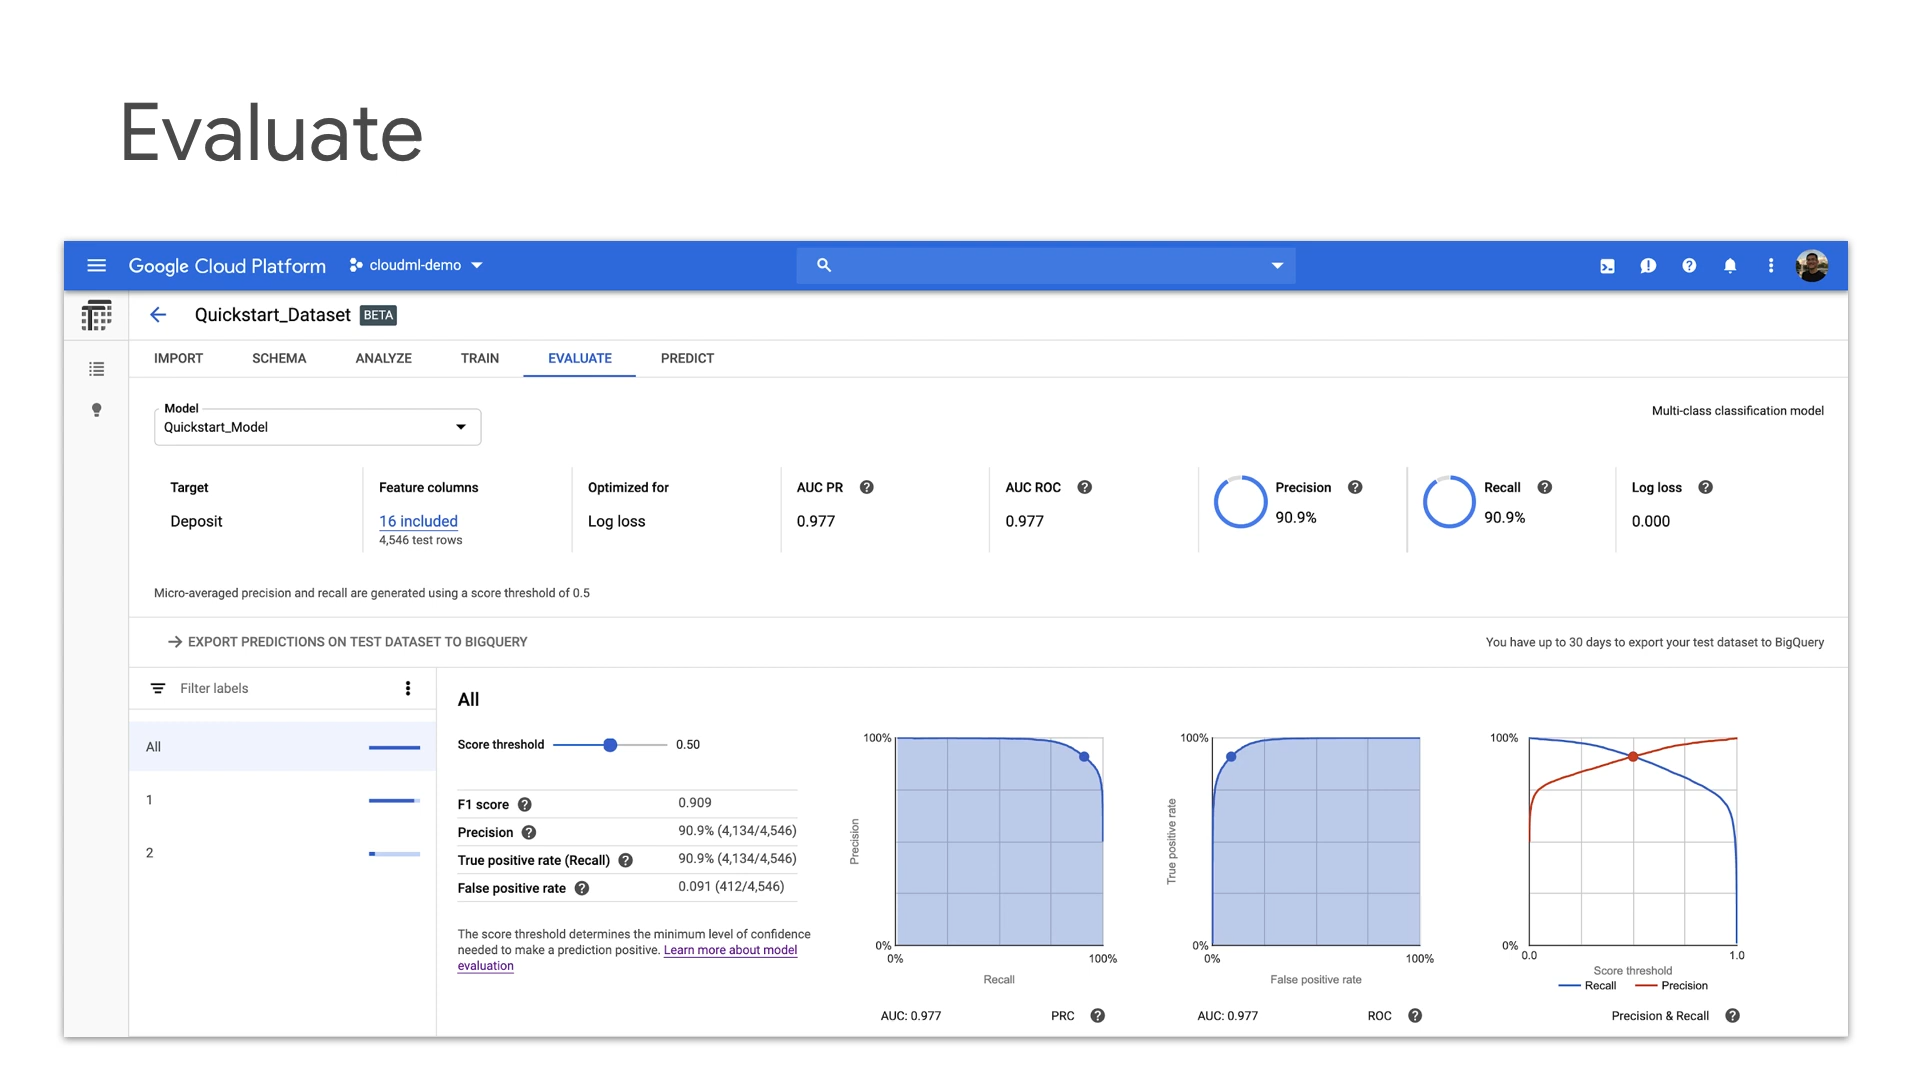 Evaluate
Google Cloud Platform cloudml-demo
Quickstart_Dataset BETA
IMPORT SCHEMA ANALYZE TRAIN EVALUATE PREDICT
Model
Quickstart_Model
Multi-class classification model
Target Feature columns Optimized for AUC PR AUC ROC Precision Recall Log loss
Deposit 16 included Log loss 0.977 0.977 90.9% 90.9% 0.000
4,546 test rows
Micro-averaged precision and recall are generated using a score threshold of 0.5
EXPORT PREDICTIONS ON TEST DATASET TO BIGQUERY
You have up to 30 days to export your test dataset to BigQuery
Filter labels
All
1
2
All
Score threshold 0.50
F1 score 0.909
Precision 90.9% (4,134/4,546)
True positive rate (Recall) 90.9% (4,134/4,546)
False positive rate 0.091 (412/4,546)
The score threshold determines the minimum level of confidence
needed to make a prediction positive. Learn more about model
evaluation
100%
Precision
0%
0% 100%
Recall
AUC: 0.977 PRC
100%
True positive rate
0%
0% 100%
False positive rate
AUC: 0.977 ROC
100%
0%
0.0 1.0
Score threshold
Recall Precision
Precision & Recall